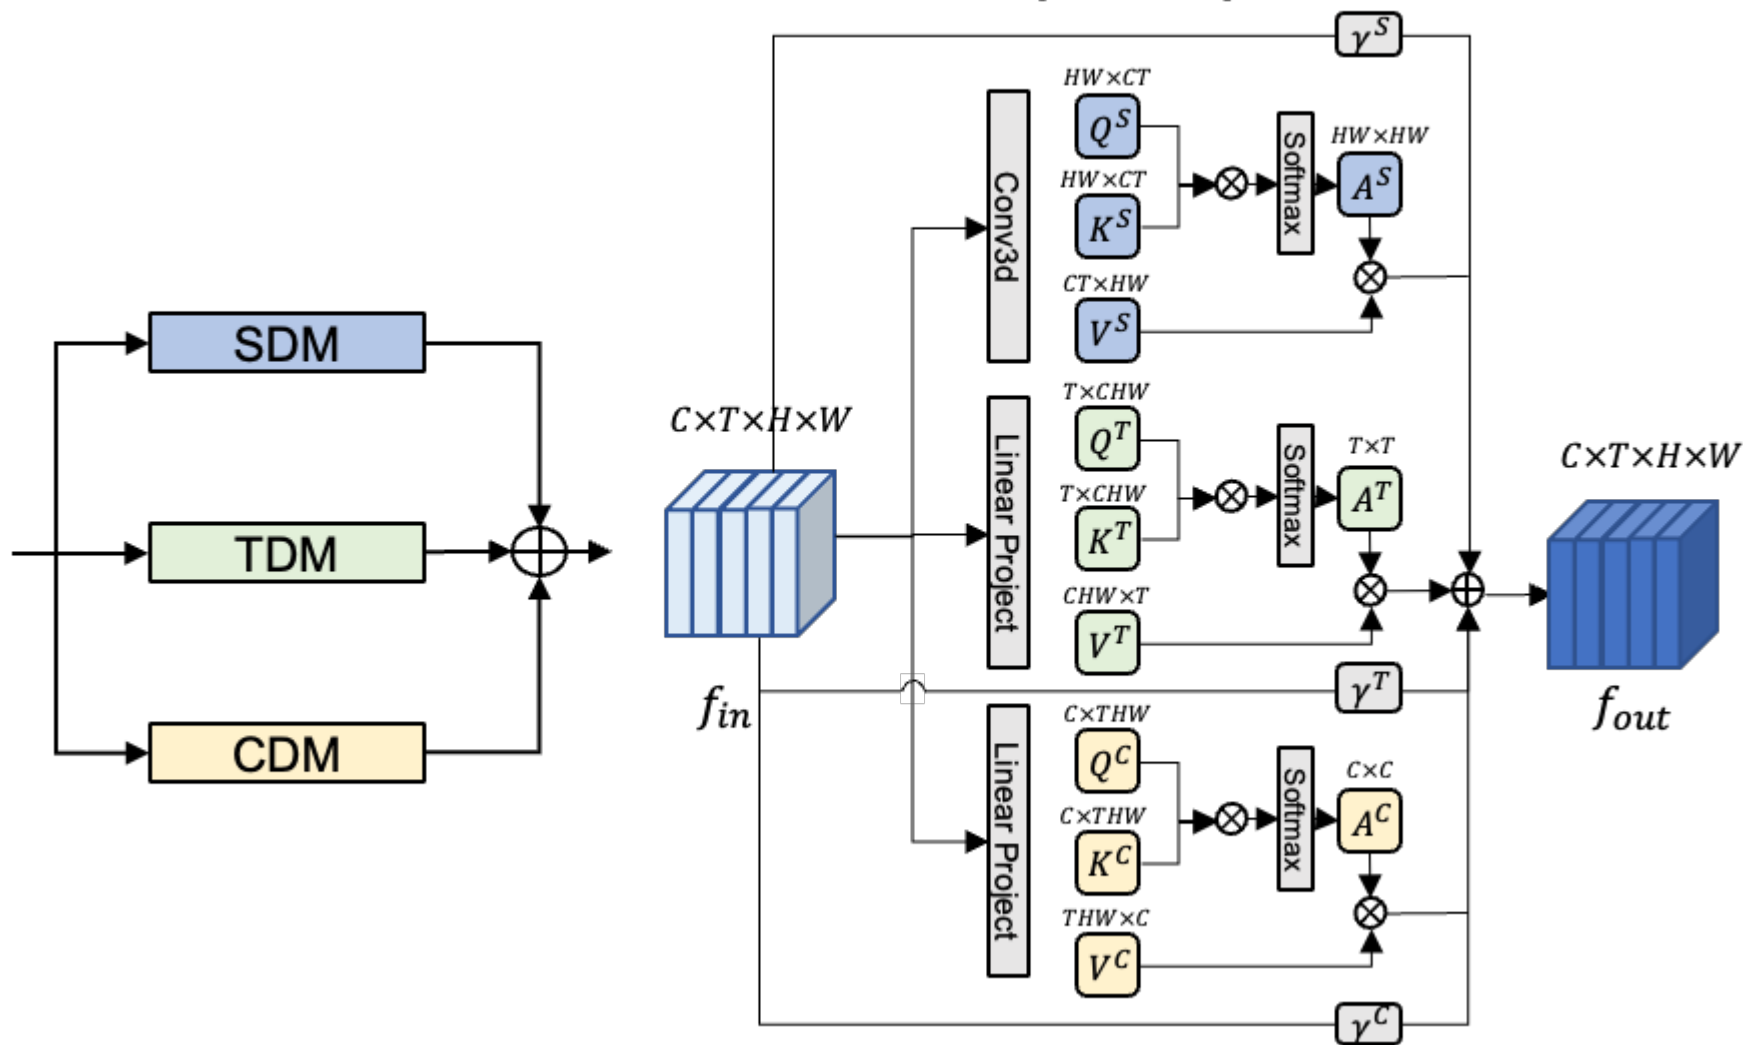 SDM
TDM
CDM
C×T×H×W
f_in
Conv3d
Linear Project
Linear Project
γ^S
HW×CT
Q^S
HW×CT
K^S
CT×HW
V^S
Softmax
HW×HW
A^S
T×CHW
Q^T
T×CHW
K^T
CHW×T
V^T
Softmax
T×T
A^T
γ^T
C×THW
Q^C
C×THW
K^C
THW×C
V^C
Softmax
C×C
A^C
γ^C
C×T×H×W
f_out